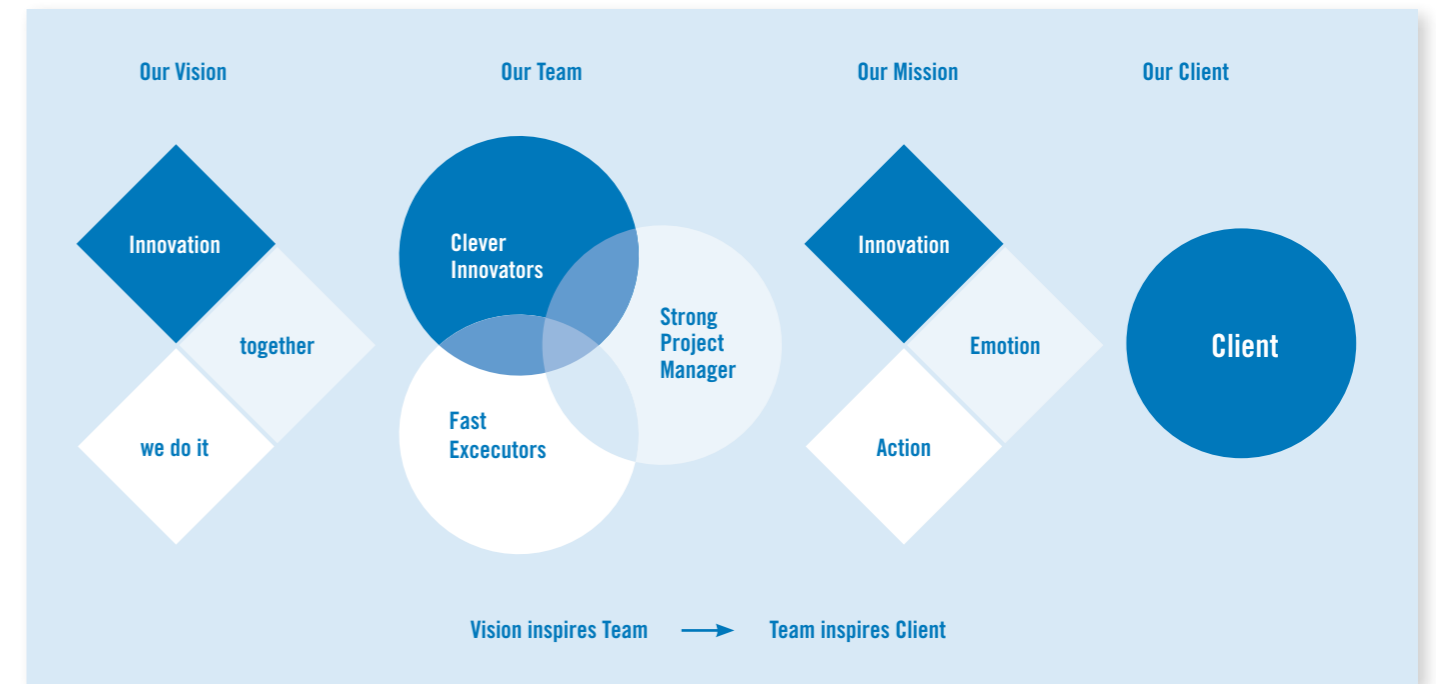 Our Vision
Our Team
Our Mission
Our Client
Innovation
together
we do it
Clever
Innovators
Strong
Project
Manager
Fast
Excecutors
Innovation
Emotion
Action
Client
Vision inspires Team
Team inspires Client